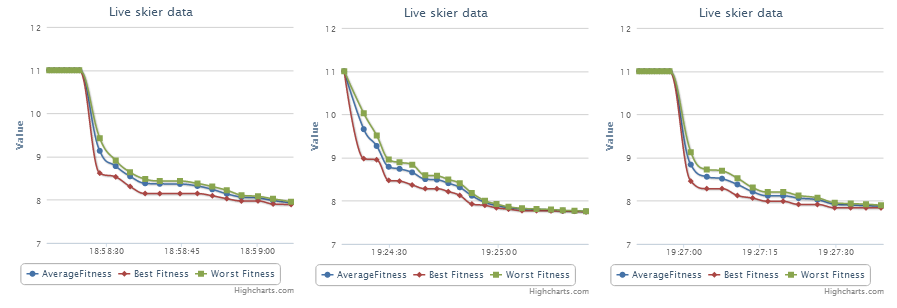 Live skier data
12
11
10
9
8
7
Value
18:58:30 18:58:45 18:59:00
AverageFitness Best Fitness Worst Fitness
Highcharts.com
Live skier data
12
11
10
9
8
7
Value
19:24:30 19:25:00
AverageFitness Best Fitness Worst Fitness
Highcharts.com
Live skier data
12
11
10
9
8
7
Value
19:27:00 19:27:15 19:27:30
AverageFitness Best Fitness Worst Fitness
Highcharts.com